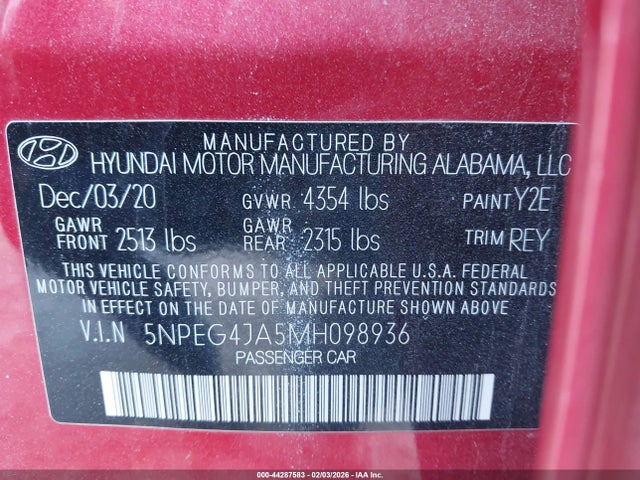 MANUFACTURED BY
HYUNDAI MOTOR MANUFACTURING ALABAMA, LLC
Dec/03/20 GVWR 4354 lbs PAINT Y2E
GAWR FRONT 2513 lbs GAWR REAR 2315 lbs TRIM REY
THIS VEHICLE CONFORMS TO ALL APPLICABLE U.S.A. FEDERAL
MOTOR VEHICLE SAFETY, BUMPER, AND THEFT PREVENTION STANDARDS
IN EFFECT ON THE DATE OF MANUFACTURE SHOWN ABOVE.
V.I.N 5NPEG4JA5MH098936
PASSENGER CAR
000-44287583 - 02/03/2026 - ©IAA Inc.